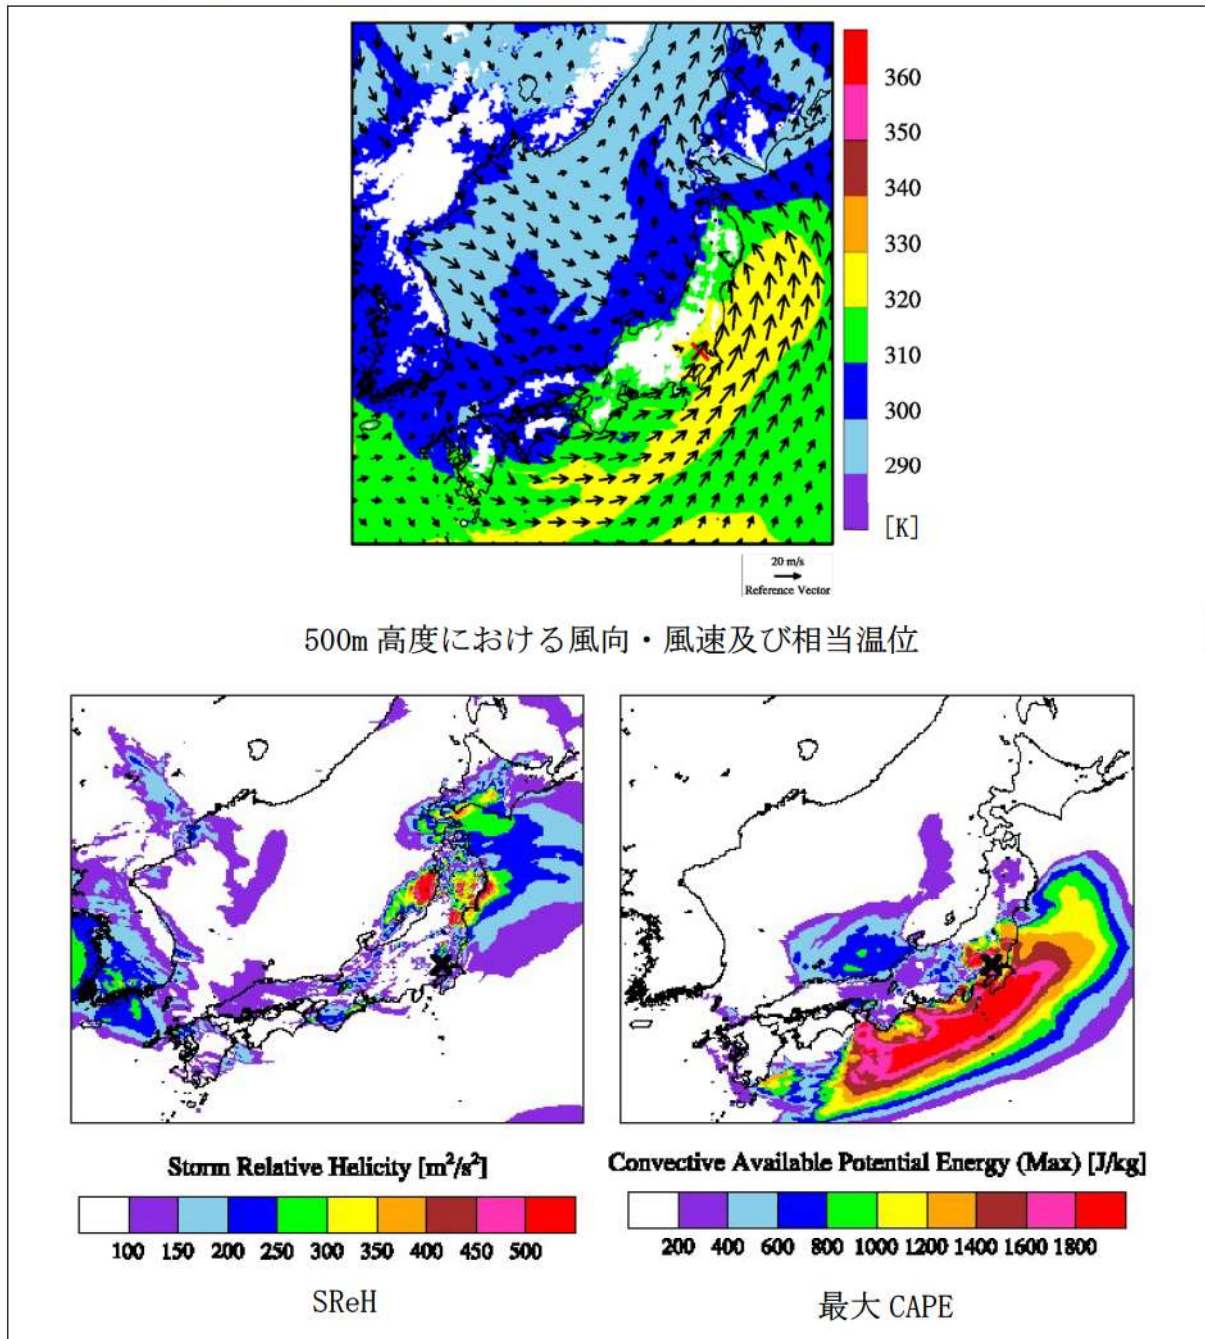 360
350
340
330
320
310
300
290
[K]
20 m/s
Reference Vector
500m 高度における風向・風速及び相当温位
Storm Relative Helicity [m²/s²]
100 150 200 250 300 350 400 450 500
SReH
Convective Available Potential Energy (Max) [J/kg]
200 400 600 800 1000 1200 1400 1600 1800
最大 CAPE